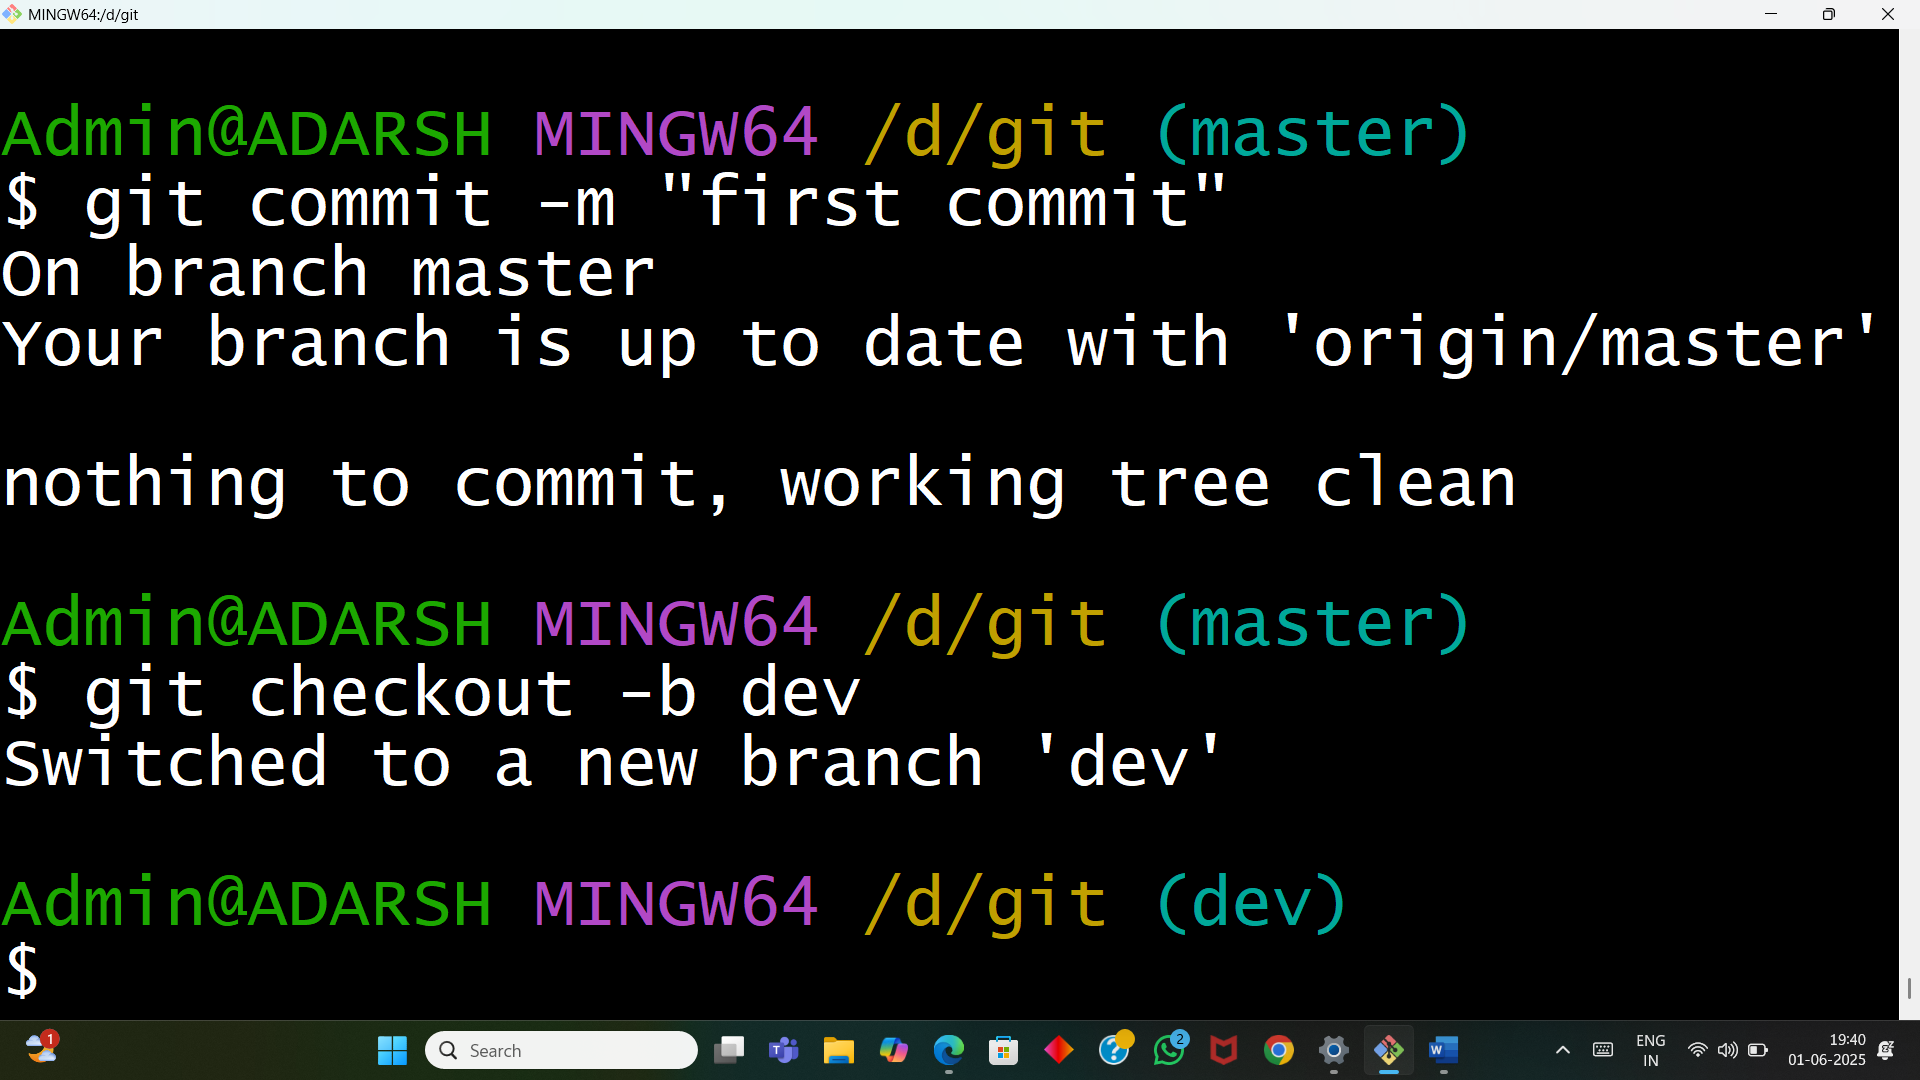 MINGW64:/d/git
Admin@ADARSH MINGW64 /d/git (master)
$ git commit -m "first commit"
On branch master
Your branch is up to date with 'origin/master'
nothing to commit, working tree clean
Admin@ADARSH MINGW64 /d/git (master)
$ git checkout -b dev
Switched to a new branch 'dev'
Admin@ADARSH MINGW64 /d/git (dev)
$
1
Search
T
?
2
W
ENG
IN
19:40
01-06-2025